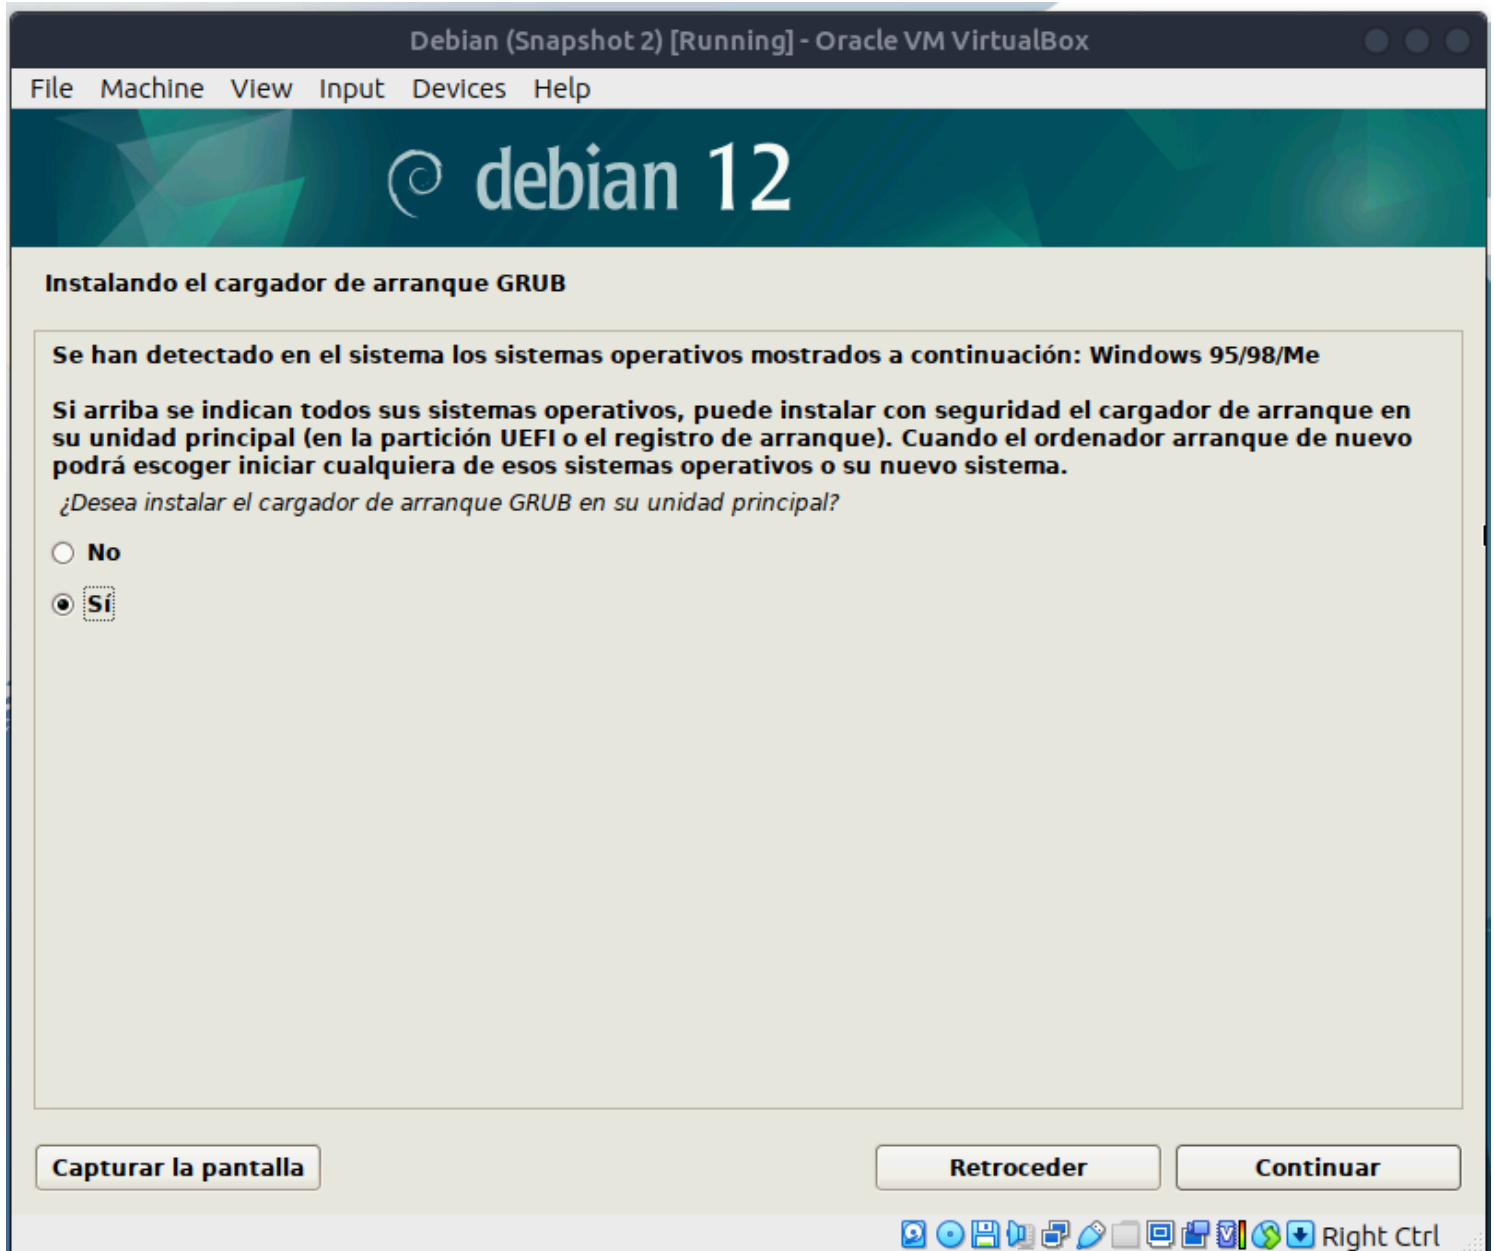 Debian (Snapshot 2) [Running] - Oracle VM VirtualBox
File Machine View Input Devices Help
debian 12
Instalando el cargador de arranque GRUB
Se han detectado en el sistema los sistemas operativos mostrados a continuación: Windows 95/98/Me
Si arriba se indican todos sus sistemas operativos, puede instalar con seguridad el cargador de arranque en
su unidad principal (en la partición UEFI o el registro de arranque). Cuando el ordenador arranque de nuevo
podrá escoger iniciar cualquiera de esos sistemas operativos o su nuevo sistema.
¿Desea instalar el cargador de arranque GRUB en su unidad principal?
No
Sí
Capturar la pantalla
Retroceder
Continuar
Right Ctrl